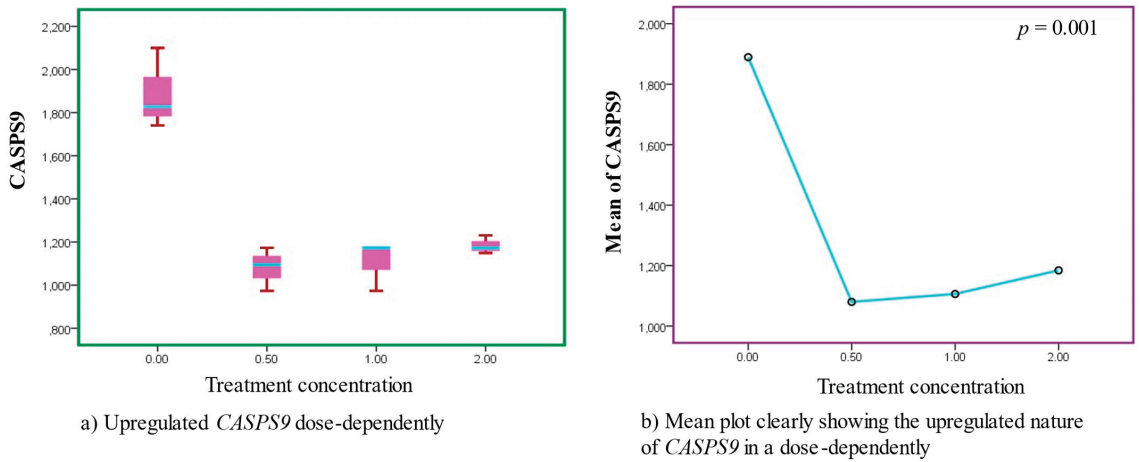 CASPS9
2,200
2,000
1,800
1,600
1,400
1,200
1,000
,800
0.00 0.50 1.00 2.00
Treatment concentration
a) Upregulated CASPS9 dose-dependently
p = 0.001
Mean of CASPS9
2,000
1,800
1,600
1,400
1,200
1,000
0.00 0.50 1.00 2.00
Treatment concentration
b) Mean plot clearly showing the upregulated nature
of CASPS9 in a dose-dependently